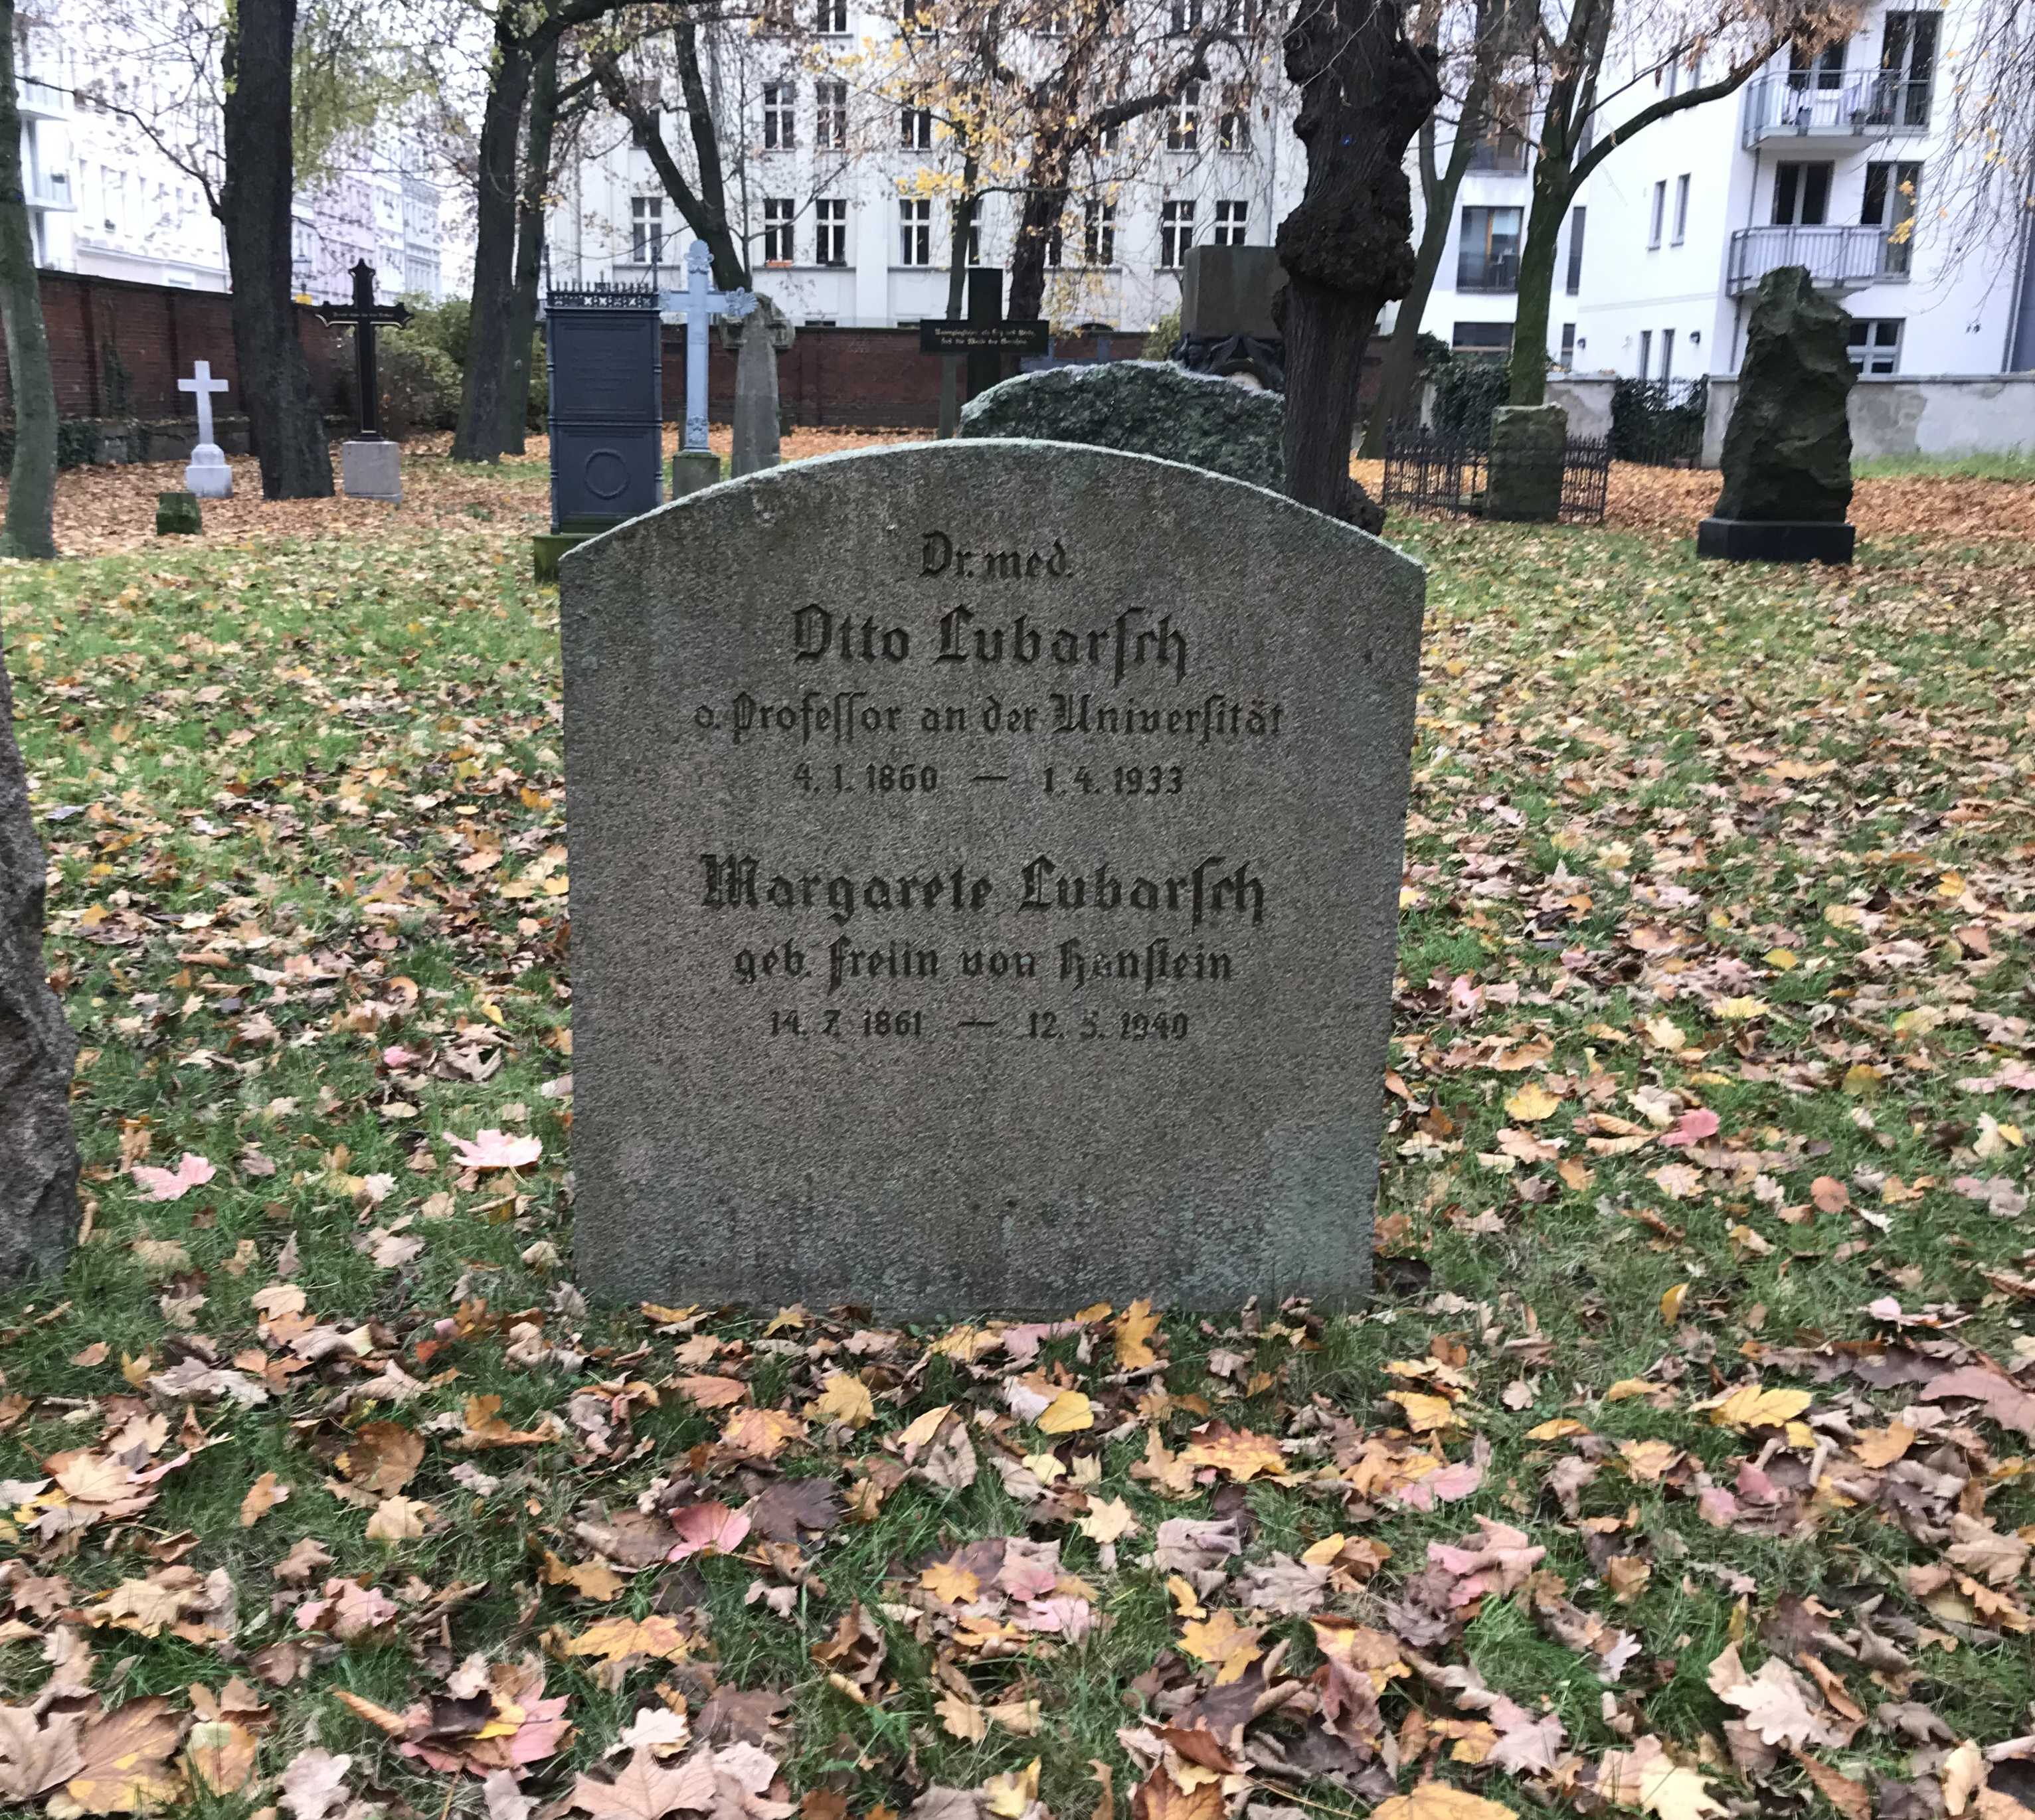 Dr. med.
Otto Lubarsch
o. Professor an der Universität
4. 1. 1860 — 1. 4. 1933
Margarete Lubarsch
geb. Freiin von Hanstein
14. 7. 1861 — 12. 5. 1940